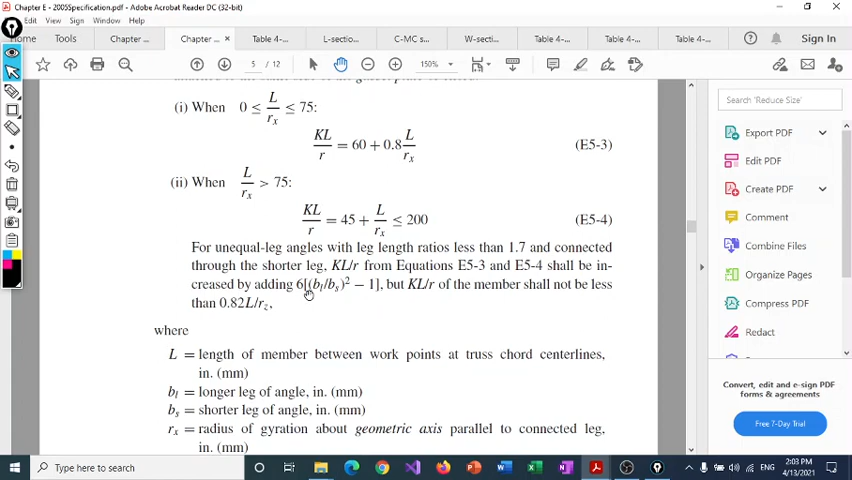 Chapter E - 2005Specification.pdf - Adobe Acrobat Reader DC (32-bit)
Edit View Sign Window Help
Home Tools Chapter ... Chapter ... × Table 4-... L-sectio... C-MC s... W-sectio... Table 4-... Table 4-... Table 4-... Sign In
5 / 12 150%
(i) When 0 ≤ L/rx ≤ 75:
KL/r = 60 + 0.8 L/rx (E5-3)
(ii) When L/rx > 75:
KL/r = 45 + L/rx ≤ 200 (E5-4)
For unequal-leg angles with leg length ratios less than 1.7 and connected
through the shorter leg, KL/r from Equations E5-3 and E5-4 shall be in-
creased by adding 6[(bl/bs)² − 1], but KL/r of the member shall not be less
than 0.82L/rz,
where
L = length of member between work points at truss chord centerlines,
in. (mm)
bl = longer leg of angle, in. (mm)
bs = shorter leg of angle, in. (mm)
rx = radius of gyration about geometric axis parallel to connected leg,
in. (mm)
Search 'Reduce Size'
Export PDF
Edit PDF
Create PDF
Comment
Combine Files
Organize Pages
Compress PDF
Redact
Convert, edit and e-sign PDF
forms & agreements
Free 7-Day Trial
Type here to search
ENG
2:03 PM
4/13/2021